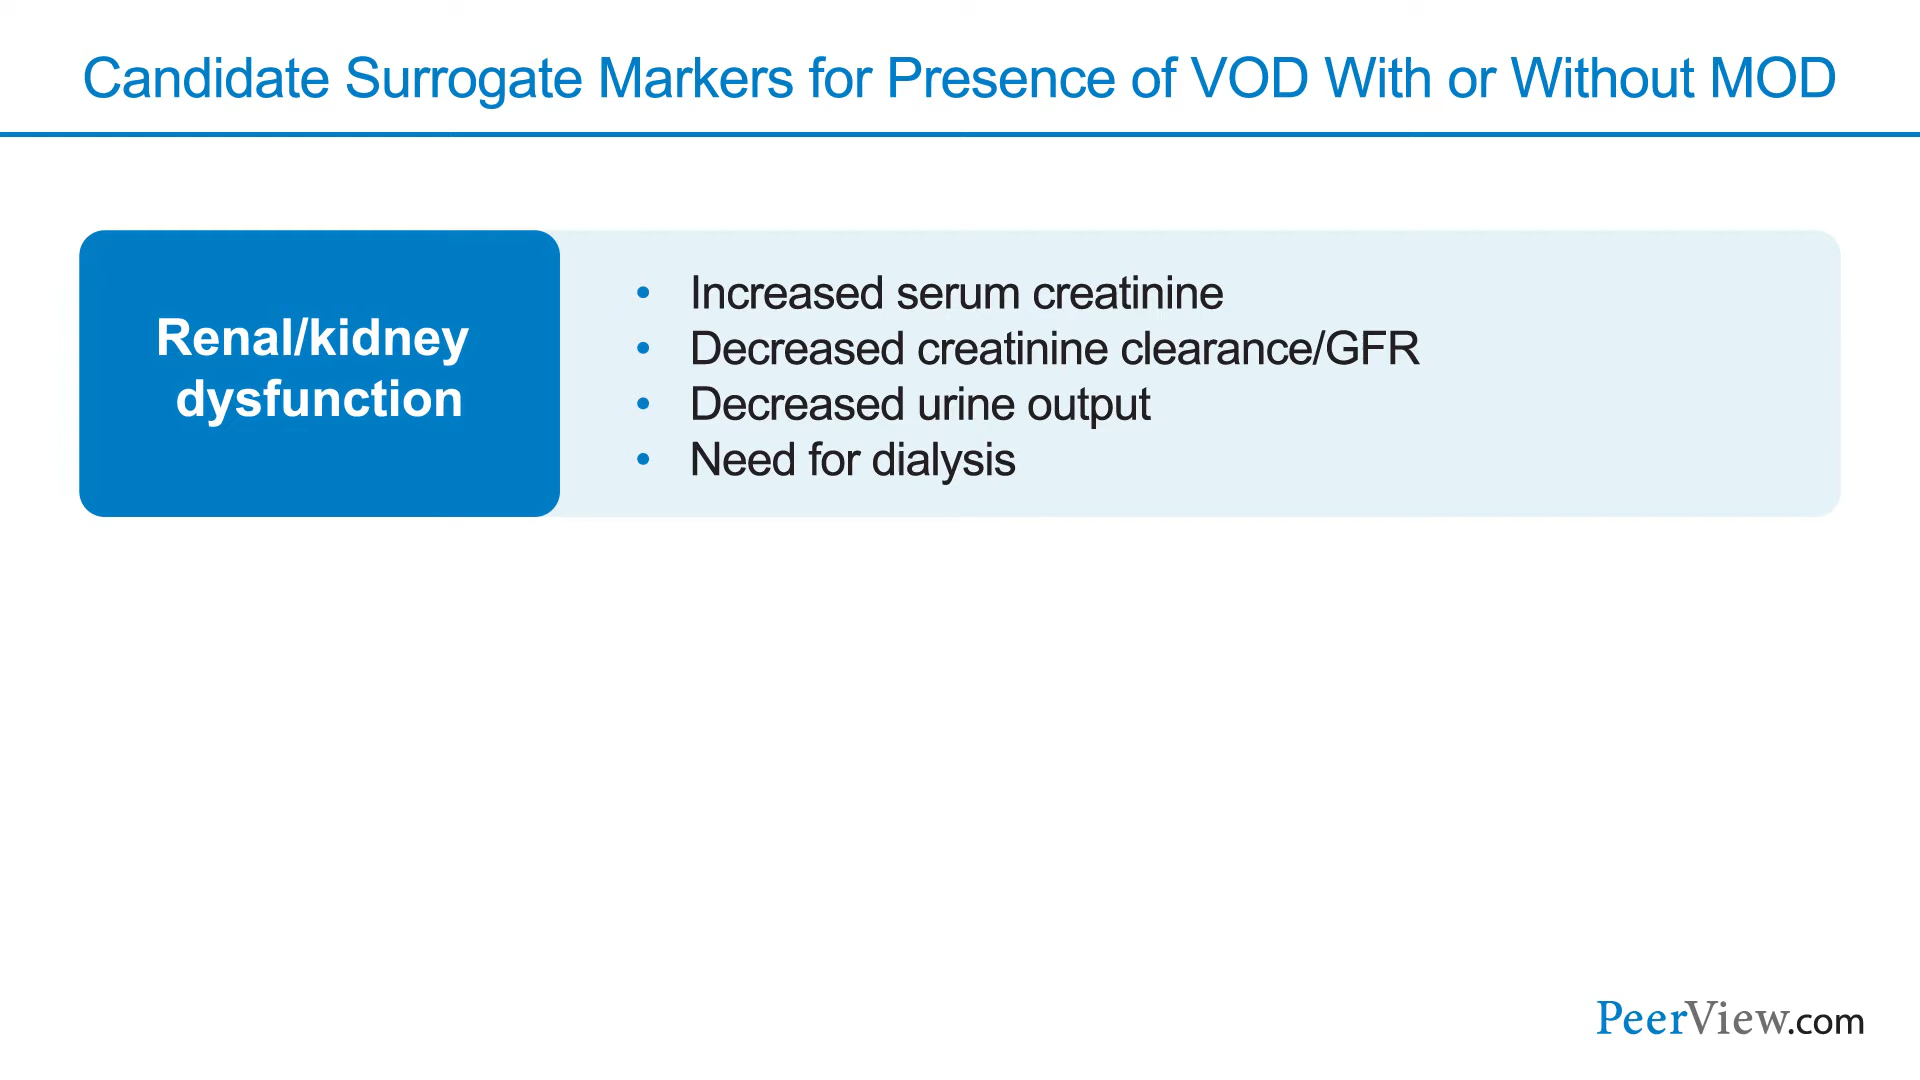 Candidate Surrogate Markers for Presence of VOD With or Without MOD
Renal/kidney
dysfunction
• Increased serum creatinine
• Decreased creatinine clearance/GFR
• Decreased urine output
• Need for dialysis
PeerView.com